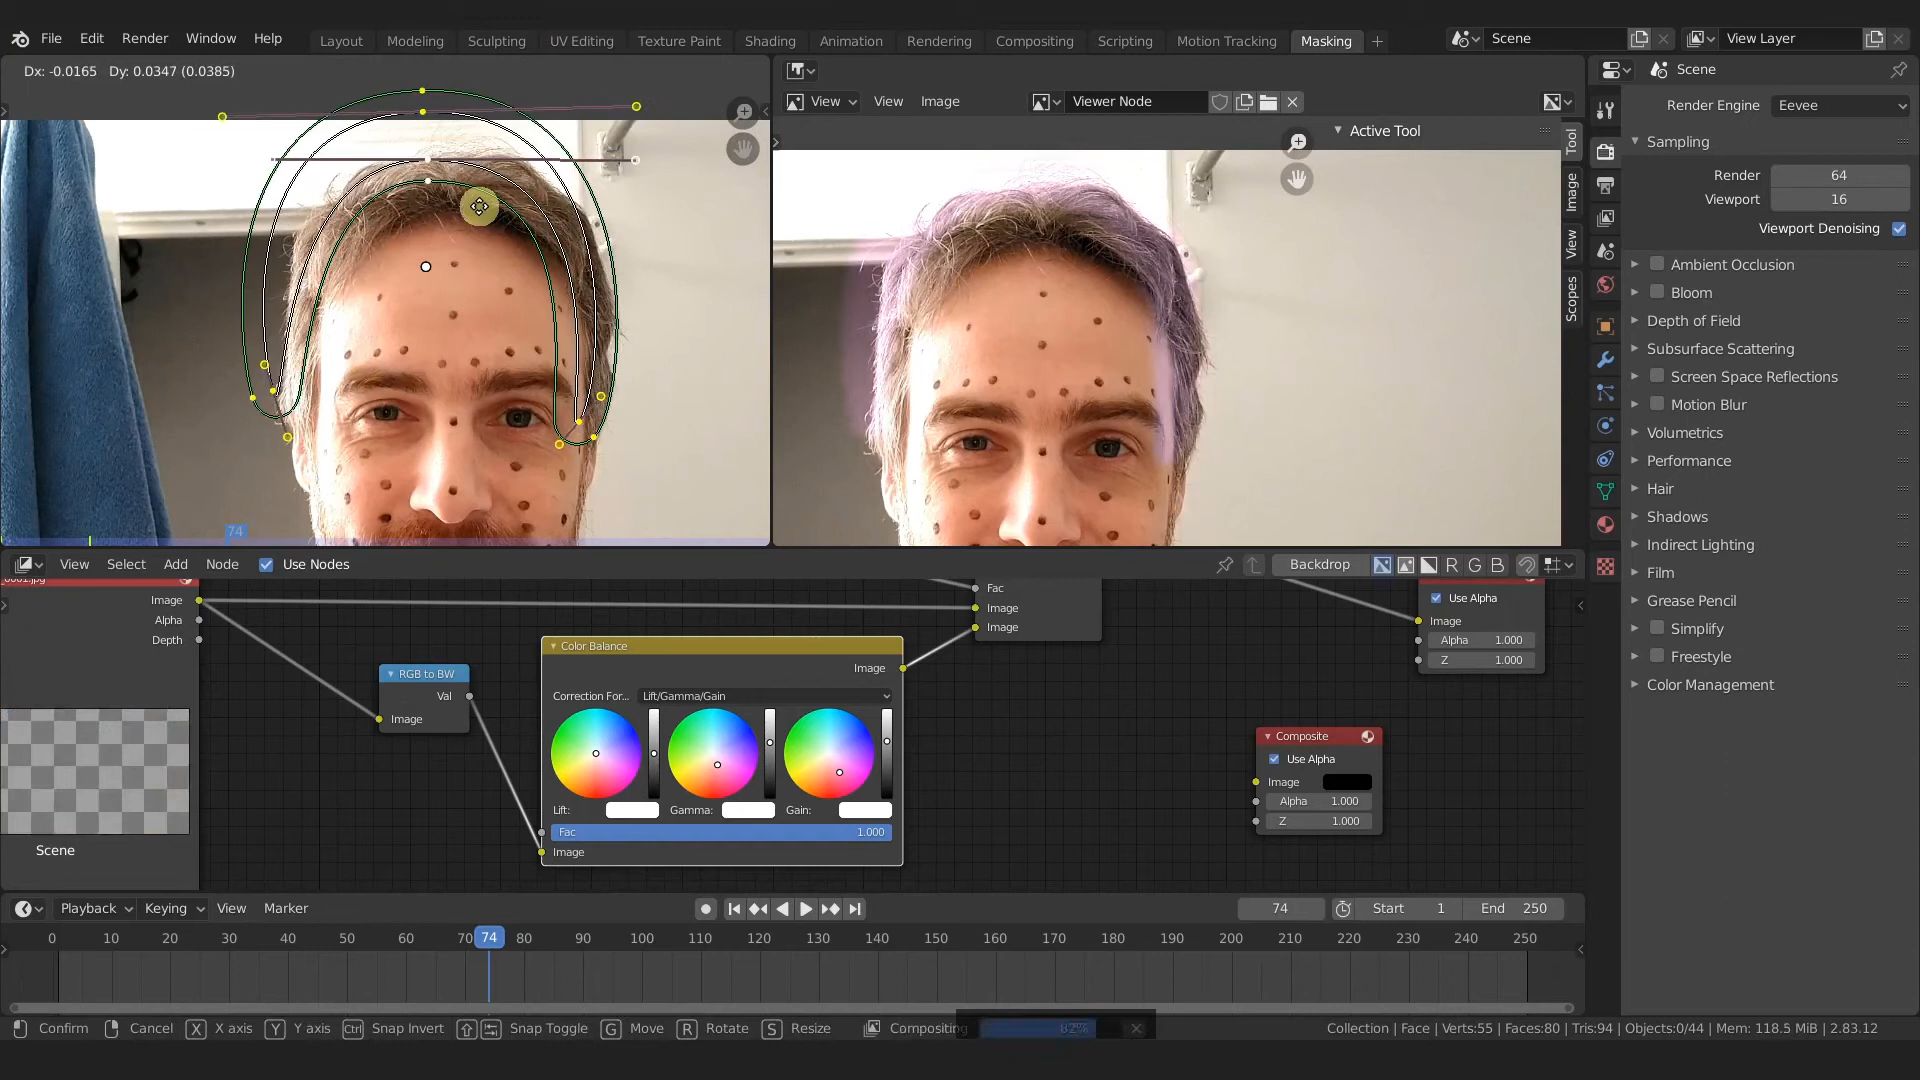 File Edit Render Window Help
Layout Modeling Sculpting UV Editing Texture Paint Shading Animation Rendering Compositing Scripting Motion Tracking Masking
Scene View Layer
Dx: -0.0165 Dy: 0.0347 (0.0385)
View View Image Viewer Node
Active Tool
Tool
Image
View
Scopes
74
Scene
Render Engine Eevee
Sampling
Render 64
Viewport 16
Viewport Denoising
Ambient Occlusion
Bloom
Depth of Field
Subsurface Scattering
Screen Space Reflections
Motion Blur
Volumetrics
Performance
Hair
Shadows
Indirect Lighting
Film
Grease Pencil
Simplify
Freestyle
Color Management
View Select Add Node Use Nodes Backdrop R G B
Image
Alpha
Depth
Scene
RGB to BW
Val
Image
Color Balance
Image
Correction For... Lift/Gamma/Gain
Lift: Gamma: Gain:
Fac 1.000
Image
Fac
Image
Image
Use Alpha
Image
Alpha 1.000
Z 1.000
Composite
Use Alpha
Image
Alpha 1.000
Z 1.000
Playback Keying View Marker 74 Start 1 End 250
0 10 20 30 40 50 60 70 74 80 90 100 110 120 130 140 150 160 170 180 190 200 210 220 230 240 250
Confirm Cancel X X axis Y Y axis Ctrl Snap Invert Snap Toggle G Move R Rotate S Resize Compositing 82% Collection | Face | Verts:55 | Faces:80 | Tris:94 | Objects:0/44 | Mem: 118.5 MiB | 2.83.12